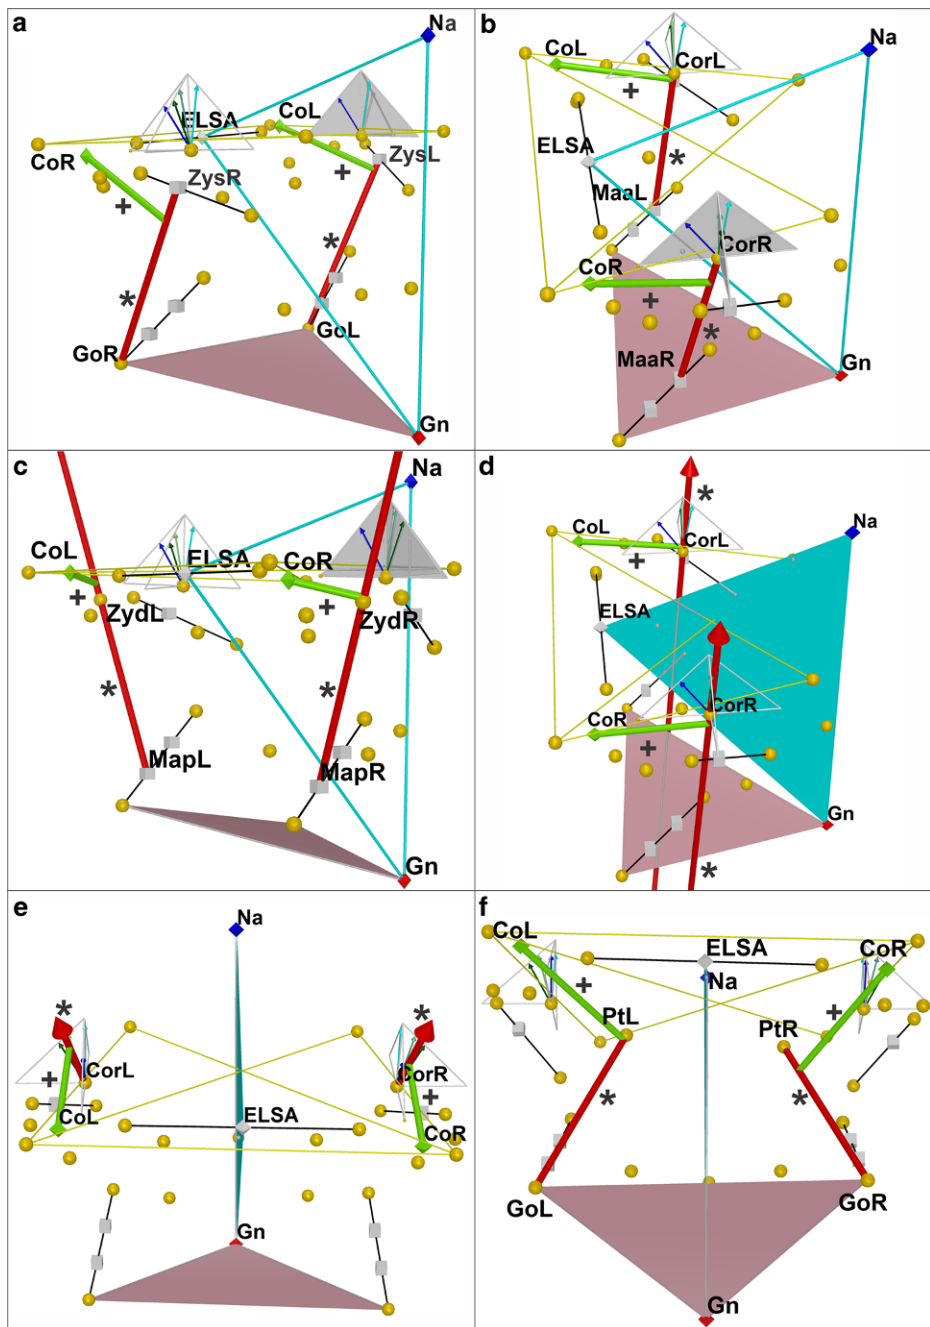 a
Na
ELSA
CoL
CoR
ZysL
ZysR
+
+
*
*
GoR
GoL
Gn
b
Na
CoL
CorL
+
ELSA
*
MaaL
CorR
CoR
+
*
MaaR
Gn
c
Na
CoL
ELSA
CoR
+
+
ZydL
ZydR
*
*
MapL
MapR
Gn
d
*
Na
CoL
CorL
+
ELSA
CorR
CoR
+
Gn
*
e
Na
*
*
CorL
CorR
+
+
CoL
ELSA
CoR
Gn
f
CoL
ELSA
CoR
Na
+
+
PtL
PtR
*
*
GoL
GoR
Gn